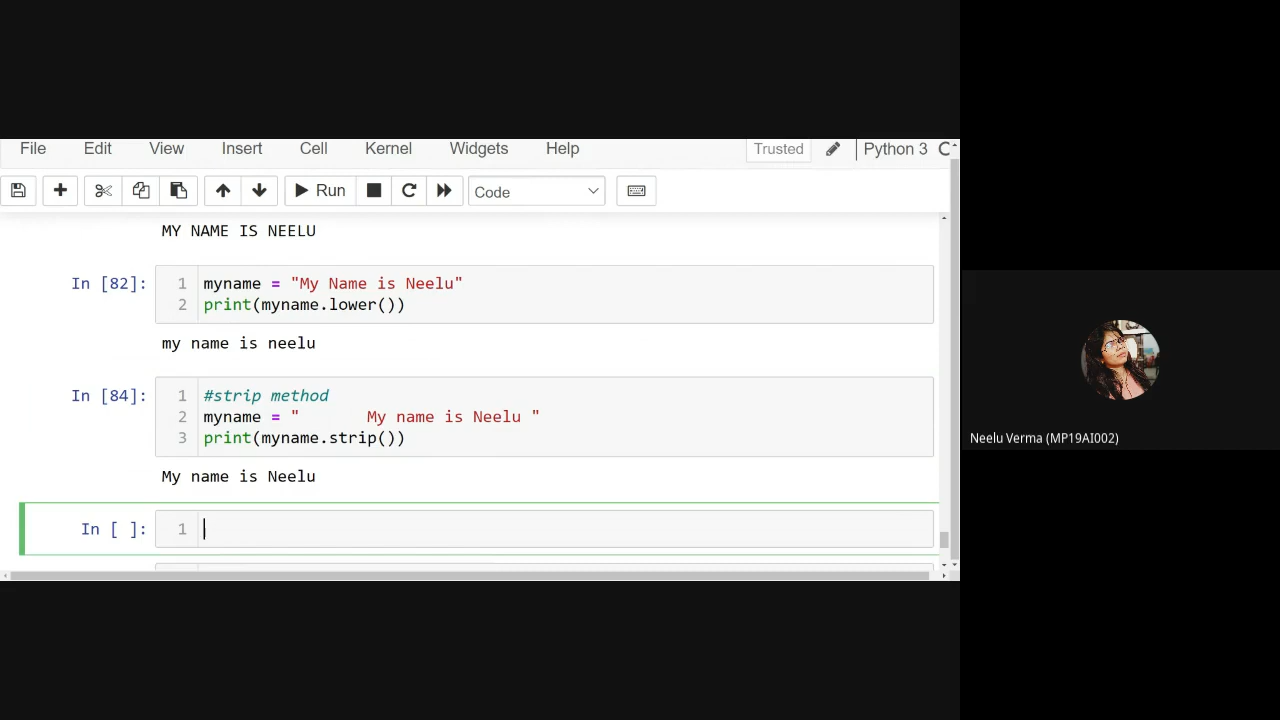 File Edit View Insert Cell Kernel Widgets Help Trusted Python 3
Run Code
MY NAME IS NEELU
In [82]: 1 myname = "My Name is Neelu"
2 print(myname.lower())
my name is neelu
In [84]: 1 #strip method
2 myname = "       My name is Neelu "
3 print(myname.strip())
My name is Neelu
In [ ]: 1
Neelu Verma (MP19AI002)